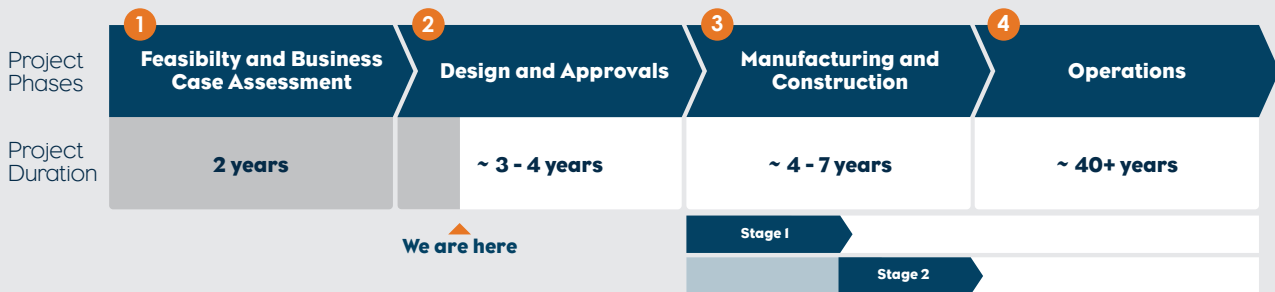 1
2
3
4
Project
Phases
Feasibilty and Business
Case Assessment
Design and Approvals
Manufacturing and
Construction
Operations
Project
Duration
2 years
~ 3 - 4 years
~ 4 - 7 years
~ 40+ years
We are here
Stage 1
Stage 2